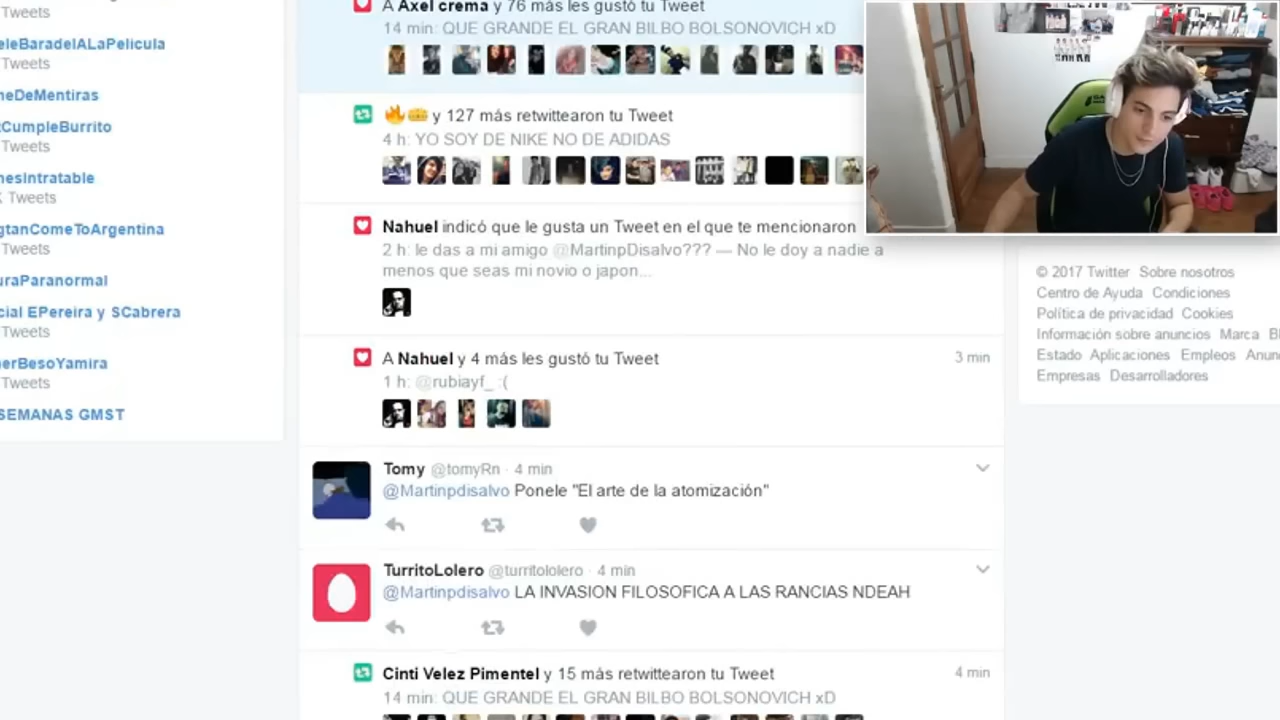 Tweets
eleBaradelALaPelicula
Tweets
neDeMentiras
tCumpleBurrito
Tweets
nesIntratable
K Tweets
gtanComeToArgentina
Tweets
uraParanormal
cial EPereira y SCabrera
Tweets
nerBesoYamira
Tweets
SEMANAS GMST
A Axel crema y 76 más les gustó tu Tweet
14 min: QUE GRANDE EL GRAN BILBO BOLSONOVICH xD
🔥🍔 y 127 más retwittearon tu Tweet
4 h: YO SOY DE NIKE NO DE ADIDAS
Nahuel indicó que le gusta un Tweet en el que te mencionaron
2 h: le das a mi amigo @MartinpDisalvo??? — No le doy a nadie a
menos que seas mi novio o japon...
A Nahuel y 4 más les gustó tu Tweet
3 min
1 h: @rubiayf_ :(
Tomy @tomyRn · 4 min
@Martinpdisalvo Ponele "El arte de la atomización"
TurritoLolero @turritololero · 4 min
@Martinpdisalvo LA INVASION FILOSOFICA A LAS RANCIAS NDEAH
Cinti Velez Pimentel y 15 más retwittearon tu Tweet
4 min
14 min: QUE GRANDE EL GRAN BILBO BOLSONOVICH xD
© 2017 Twitter Sobre nosotros
Centro de Ayuda Condiciones
Política de privacidad Cookies
Información sobre anuncios Marca Bl
Estado Aplicaciones Empleos Anun
Empresas Desarrolladores